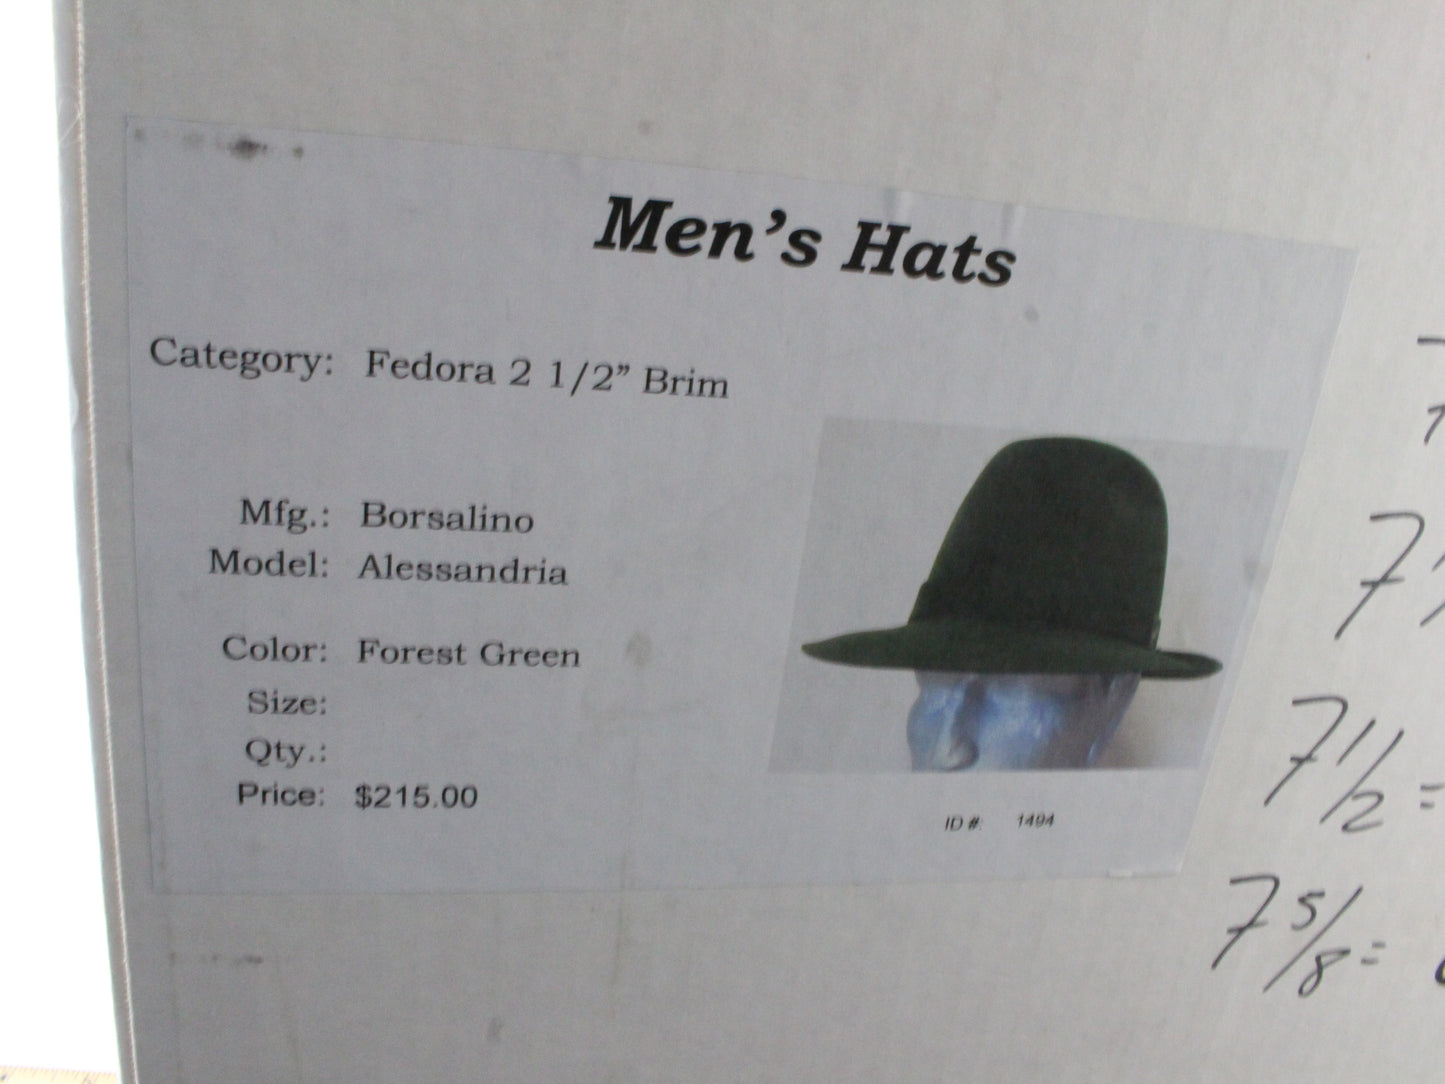 Men’s Hats
Category: Fedora 2 1/2” Brim
Mfg.: Borsalino
Model: Alessandria
Color: Forest Green
Size:
Qty.:
Price: $215.00
ID #: 1494
7 1/2 =
7 5/8 =